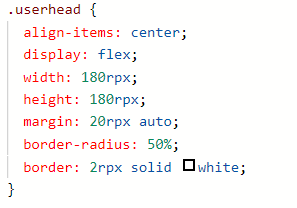 .userhead {
align-items: center;
display: flex;
width: 180rpx;
height: 180rpx;
margin: 20rpx auto;
border-radius: 50%;
border: 2rpx solid white;
}